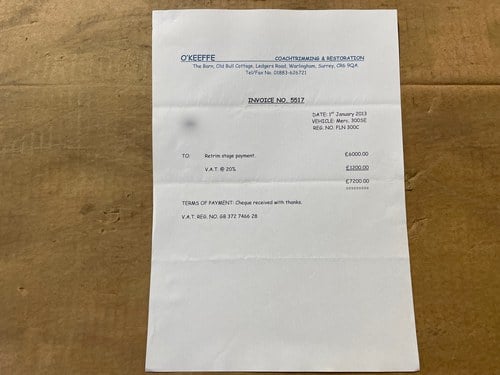 O'KEEFFE COACHTRIMMING & RESTORATION
The Barn, Old Bull Cottage, Ledgers Road, Warlingham, Surrey, CR6 9QA
Tel/Fax No. 01883-626721
INVOICE NO. 5517
DATE: 1st January 2013
VEHICLE: Merc. 300SE
REG. NO. FLN 300C
TO: Retrim stage payment. £6000.00
V.A.T. @ 20% £1200.00
£7200.00
=========
TERMS OF PAYMENT: Cheque received with thanks.
V.A.T. REG. NO. GB 372 7466 28